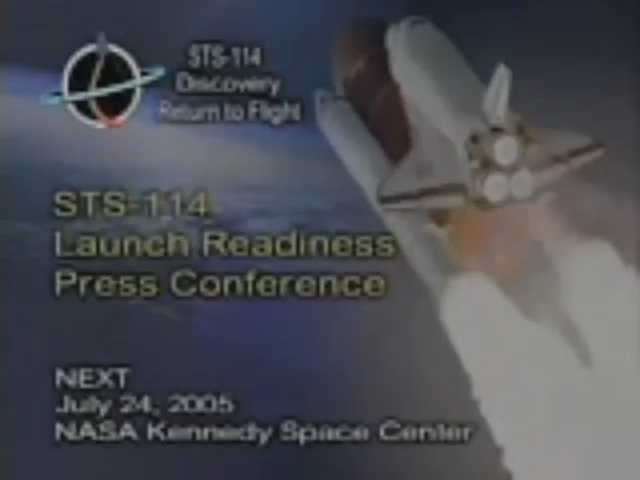 STS-114
Discovery
Return to Flight
STS-114
Launch Readiness
Press Conference
NEXT
July 24, 2005
NASA Kennedy Space Center